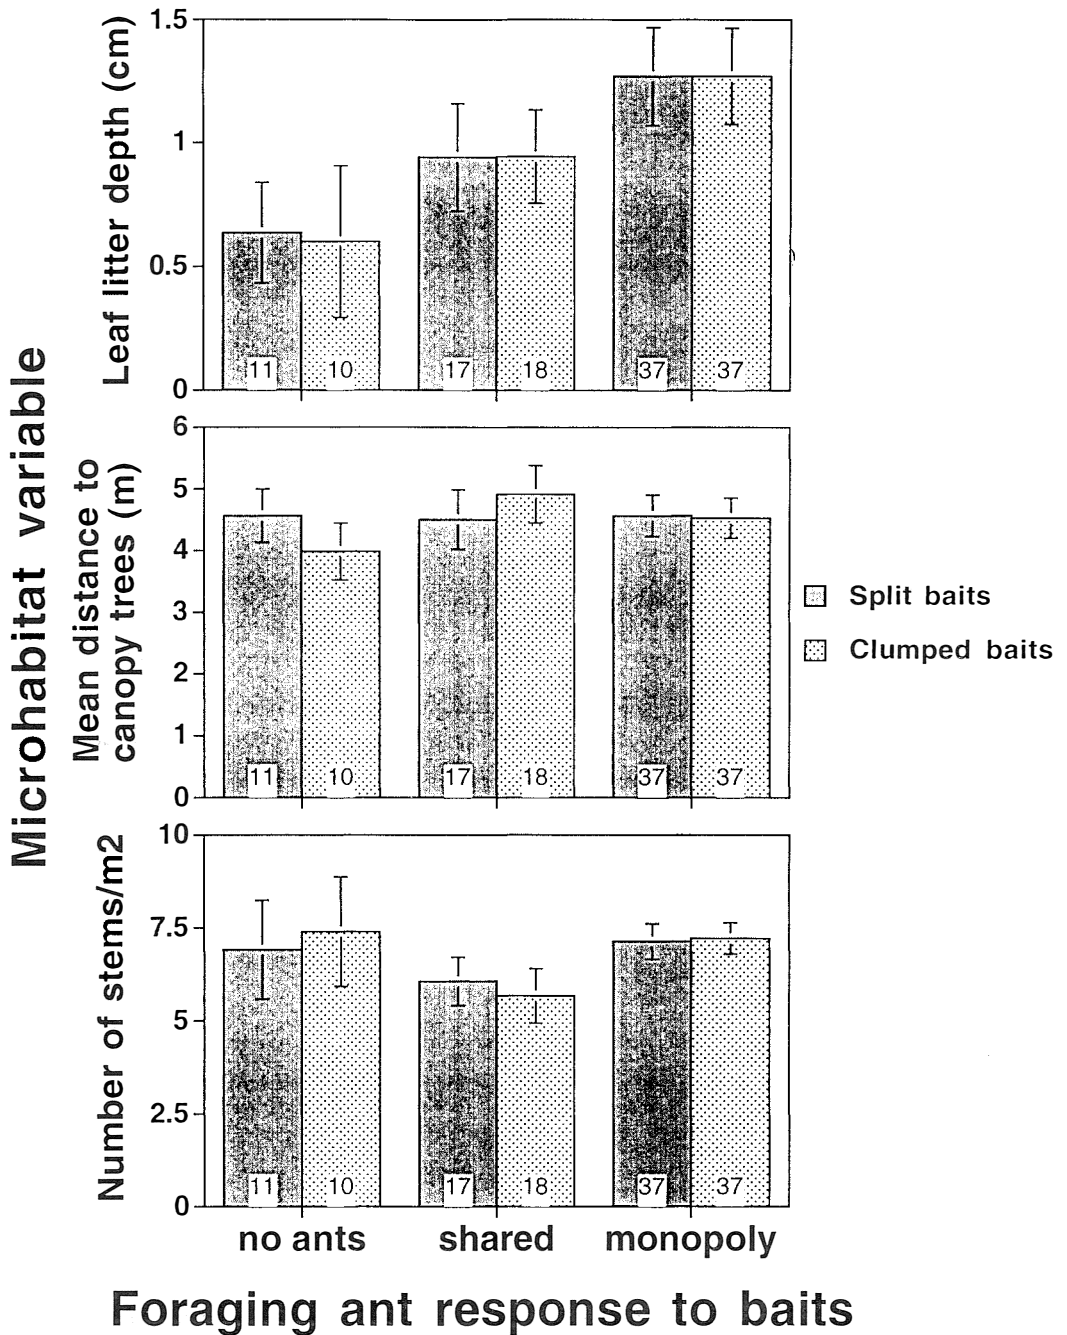 Microhabitat variable
Leaf litter depth (cm)
1.5
1
0.5
0
11 10 17 18 37 37
Mean distance to
canopy trees (m)
6
5
4
3
2
1
0
11 10 17 18 37 37
Split baits
Clumped baits
Number of stems/m2
10
7.5
5
2.5
0
11 10 17 18 37 37
no ants shared monopoly
Foraging ant response to baits